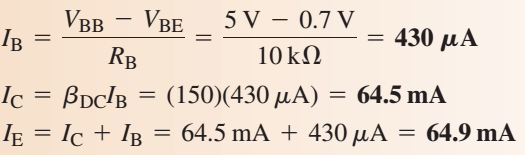 I_B = (V_BB − V_BE) / R_B = (5 V − 0.7 V) / 10 kΩ = 430 μA
I_C = β_DC I_B = (150)(430 μA) = 64.5 mA
I_E = I_C + I_B = 64.5 mA + 430 μA = 64.9 mA